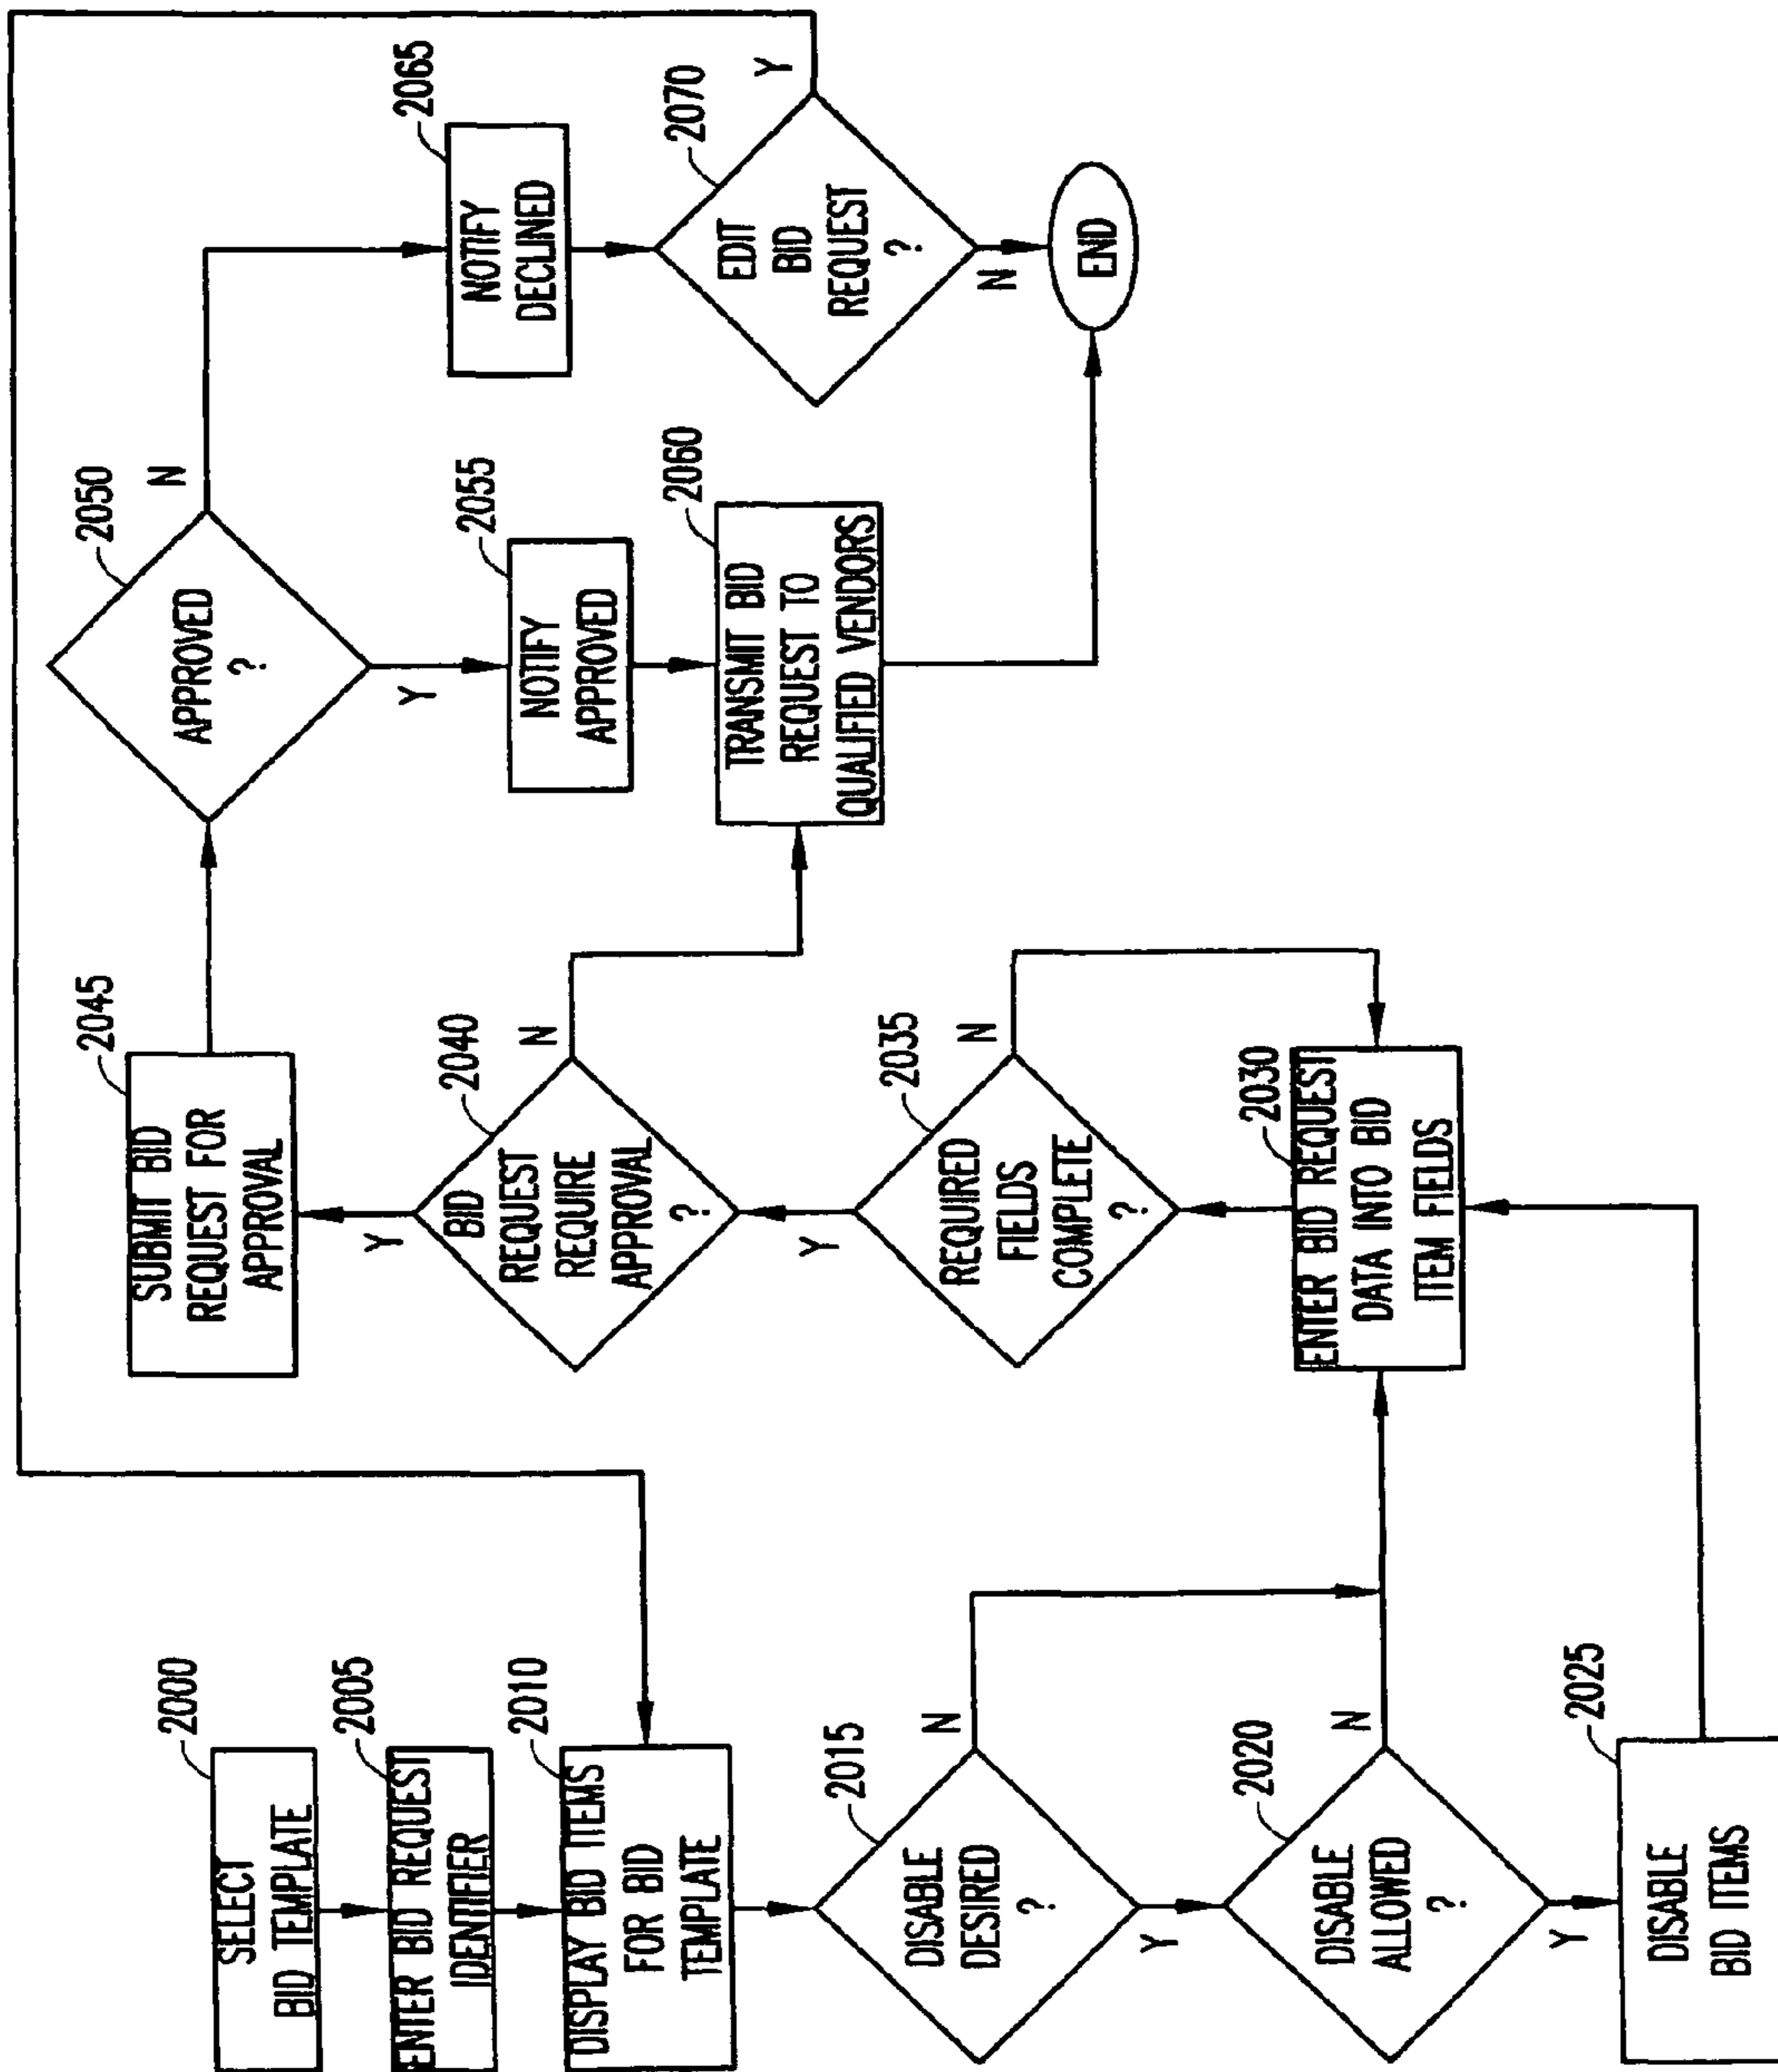 2000
SELECT
BID TEMPLATE
2005
ENTER BID REQUEST
IDENTIFIER
2010
DISPLAY BID ITEMS
FOR BID
TEMPLATE
2015
DISABLE
DESIRED
?
N
Y
2020
DISABLE
ALLOWED
?
N
Y
2025
DISABLE
BID ITEMS
2030
ENTER BID REQUEST
DATA INTO BID
ITEM FIELDS
2035
REQUIRED
FIELDS
COMPLETE
?
N
Y
2040
BID
REQUEST
REQUIRE
APPROVAL
?
N
Y
2045
SUBMIT BID
REQUEST FOR
APPROVAL
2050
APPROVED
?
N
Y
2055
NOTIFY
APPROVED
2060
TRANSMIT BID
REQUEST TO
QUALIFIED VENDORS
2065
NOTIFY
DECLINED
2070
EDIT
BID
REQUEST
?
Y
N
END